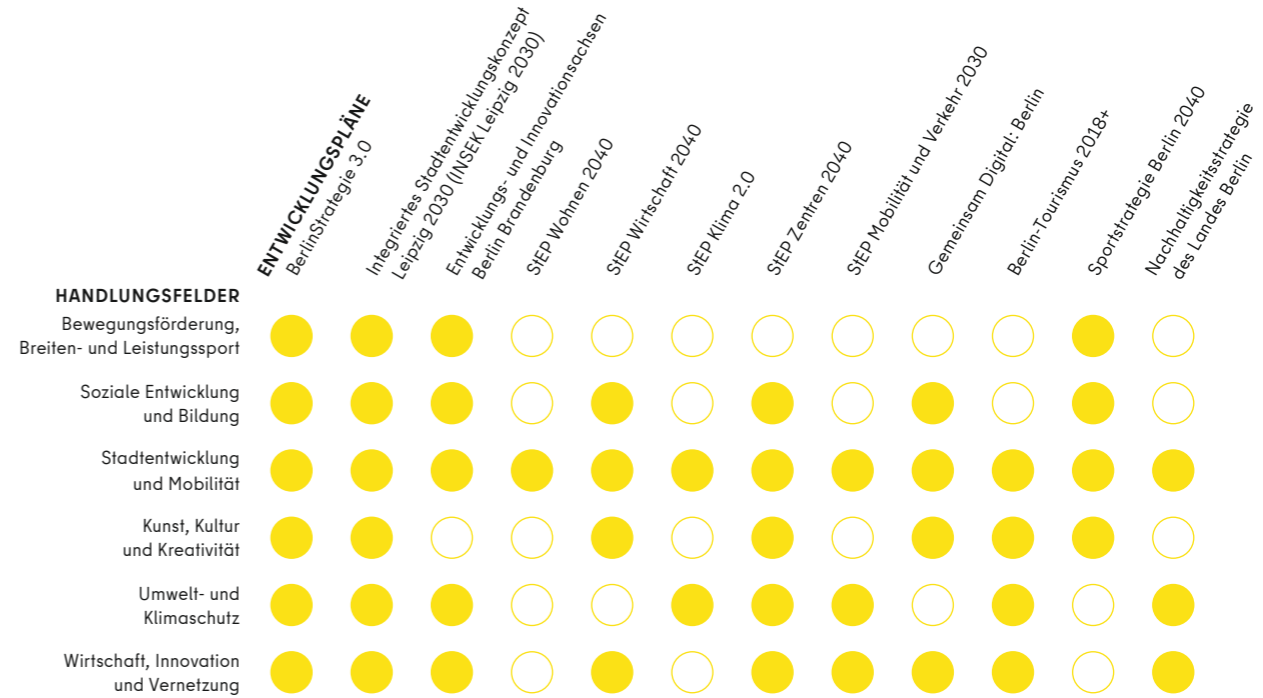 ENTWICKLUNGSPLÄNE
BerlinStrategie 3.0
Integriertes Stadtentwicklungskonzept
Leipzig 2030 (INSEK Leipzig 2030)
Entwicklungs- und Innovationsachsen
Berlin Brandenburg
StEP Wohnen 2040
StEP Wirtschaft 2040
StEP Klima 2.0
StEP Zentren 2040
StEP Mobilität und Verkehr 2030
Gemeinsam Digital: Berlin
Berlin-Tourismus 2018+
Sportstrategie Berlin 2040
Nachhalligkeitsstrategie
des Landes Berlin
HANDLUNGSFELDER
Bewegungsförderung,
Breiten- und Leistungssport
Soziale Entwicklung
und Bildung
Stadtentwicklung
und Mobilität
Kunst, Kultur
und Kreativität
Umwelt- und
Klimaschutz
Wirtschaft, Innovation
und Vernetzung